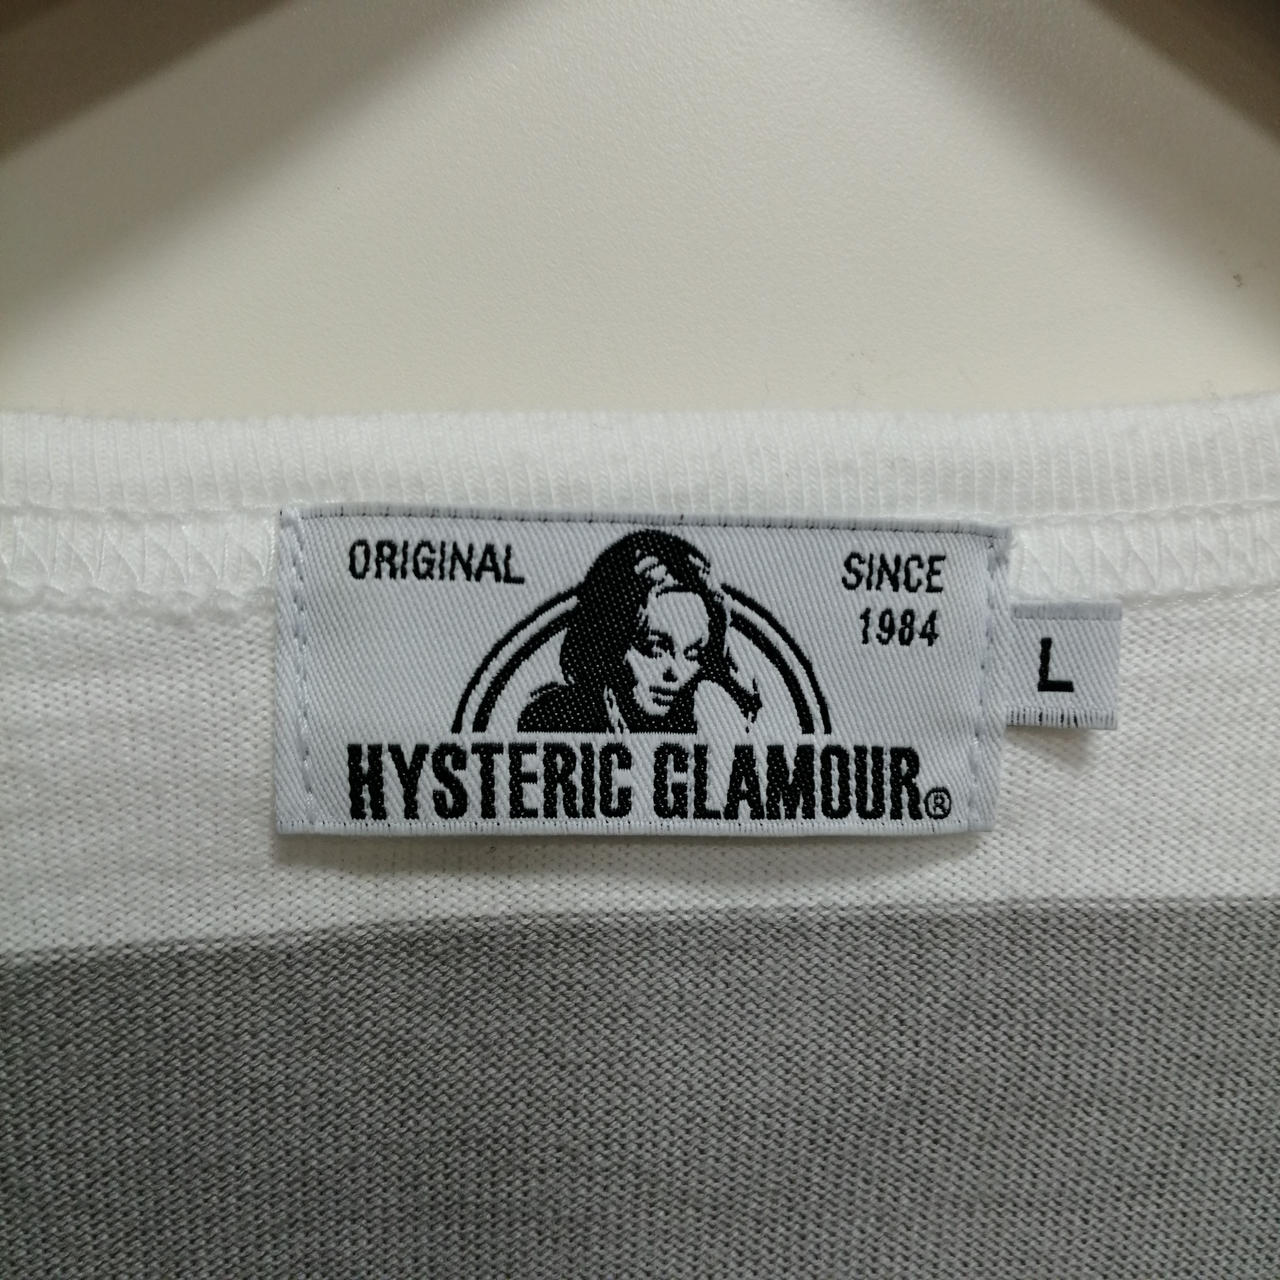 ORIGINAL
SINCE
1984
L
HYSTERIC GLAMOUR®